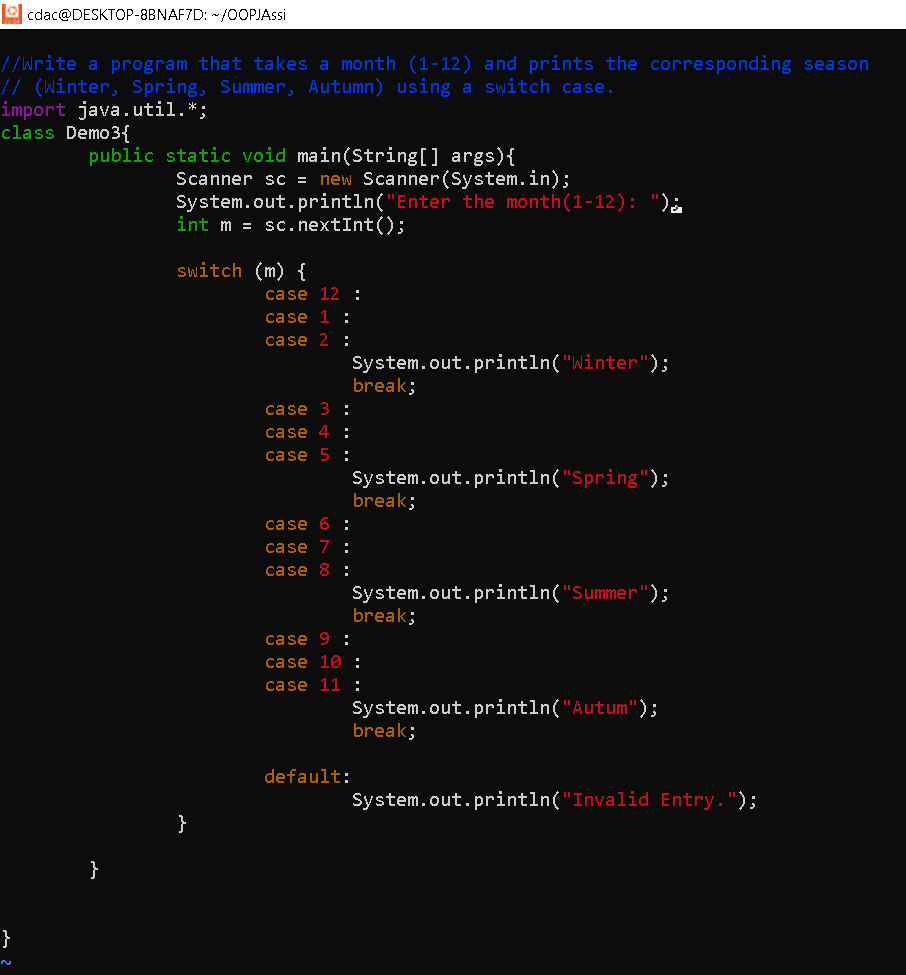 cdac@DESKTOP-8BNAF7D: ~/OOPJAssi
//Write a program that takes a month (1-12) and prints the corresponding season
// (Winter, Spring, Summer, Autumn) using a switch case.
import java.util.*;
class Demo3{
        public static void main(String[] args){
                Scanner sc = new Scanner(System.in);
                System.out.println("Enter the month(1-12): ");
                int m = sc.nextInt();
                switch (m) {
                        case 12 :
                        case 1 :
                        case 2 :
                                System.out.println("Winter");
                                break;
                        case 3 :
                        case 4 :
                        case 5 :
                                System.out.println("Spring");
                                break;
                        case 6 :
                        case 7 :
                        case 8 :
                                System.out.println("Summer");
                                break;
                        case 9 :
                        case 10 :
                        case 11 :
                                System.out.println("Autum");
                                break;
                        default:
                                System.out.println("Invalid Entry.");
                }
        }
}
~